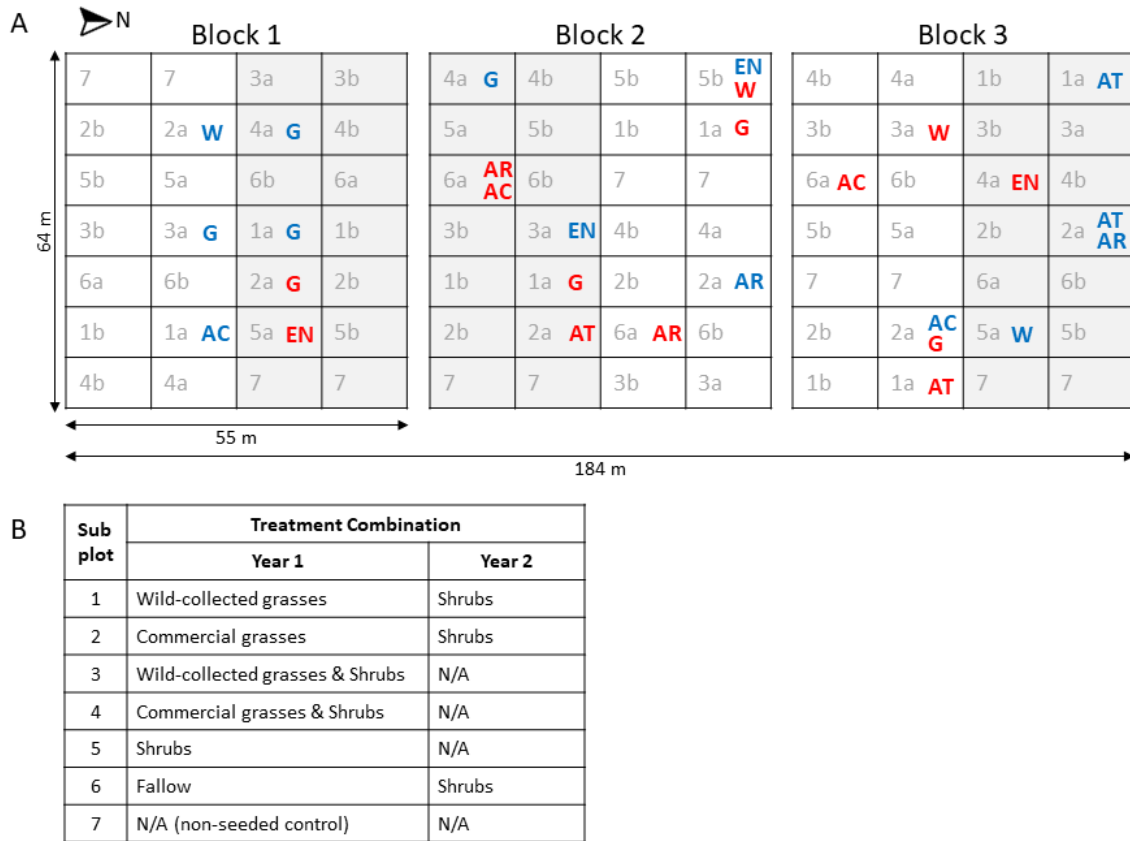 A
N
Block 1 Block 2 Block 3
7 7 3a 3b 4a G 4b 5b 5b EN W 4b 4a 1b 1a AT
2b 2a W 4a G 4b 5a 5b 1b 1a G 3b 3a W 3b 3a
5b 5a 6b 6a 6a AR AC 6b 7 7 6a AC 6b 4a EN 4b
3b 3a G 1a G 1b 3b 3a EN 4b 4a 5b 5a 2b 2a AT AR
6a 6b 2a G 2b 1b 1a G 2b 2a AR 7 7 6a 6b
1b 1a AC 5a EN 5b 2b 2a AT 6a AR 6b 2b 2a AC G 5a W 5b
4b 4a 7 7 7 7 3b 3a 1b 1a AT 7 7
64 m
55 m
184 m
B
Sub plot Treatment Combination
Year 1 Year 2
1 Wild-collected grasses Shrubs
2 Commercial grasses Shrubs
3 Wild-collected grasses & Shrubs N/A
4 Commercial grasses & Shrubs N/A
5 Shrubs N/A
6 Fallow Shrubs
7 N/A (non-seeded control) N/A